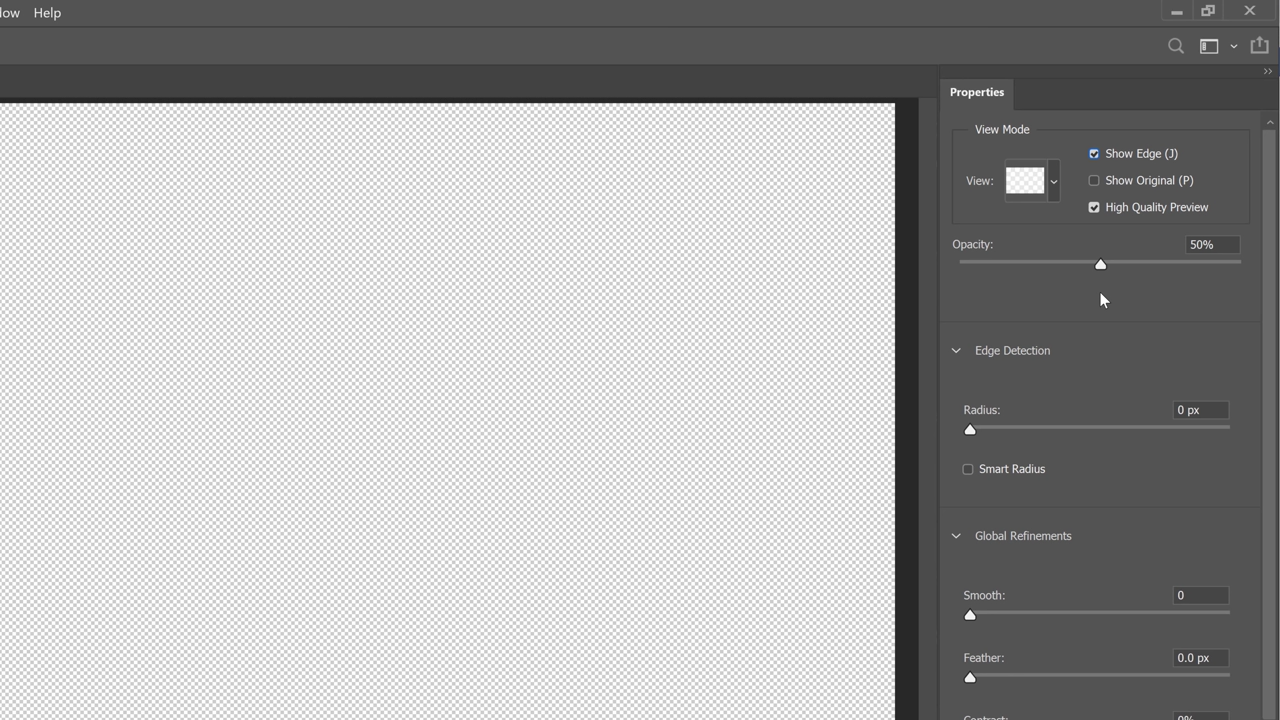 Help
Properties
View Mode
Show Edge (J)
View:
Show Original (P)
High Quality Preview
Opacity:
50%
Edge Detection
Radius:
0 px
Smart Radius
Global Refinements
Smooth:
0
Feather:
0.0 px